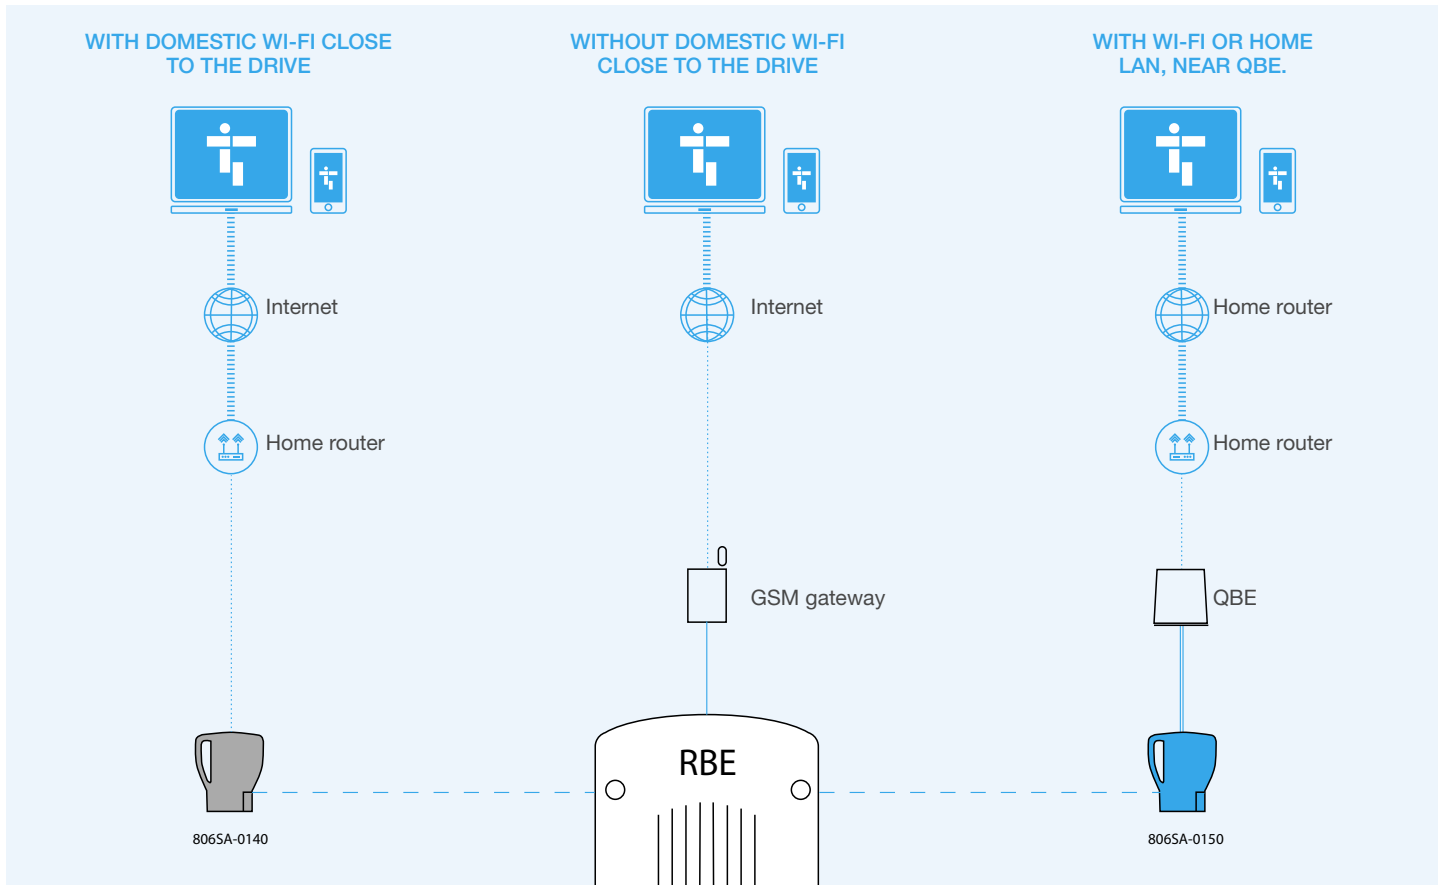 WITH DOMESTIC WI-FI CLOSE
TO THE DRIVE
WITHOUT DOMESTIC WI-FI
CLOSE TO THE DRIVE
WITH WI-FI OR HOME
LAN, NEAR QBE.
Internet
Internet
Home router
Home router
Home router
GSM gateway
QBE
RBE
806SA-0140
806SA-0150